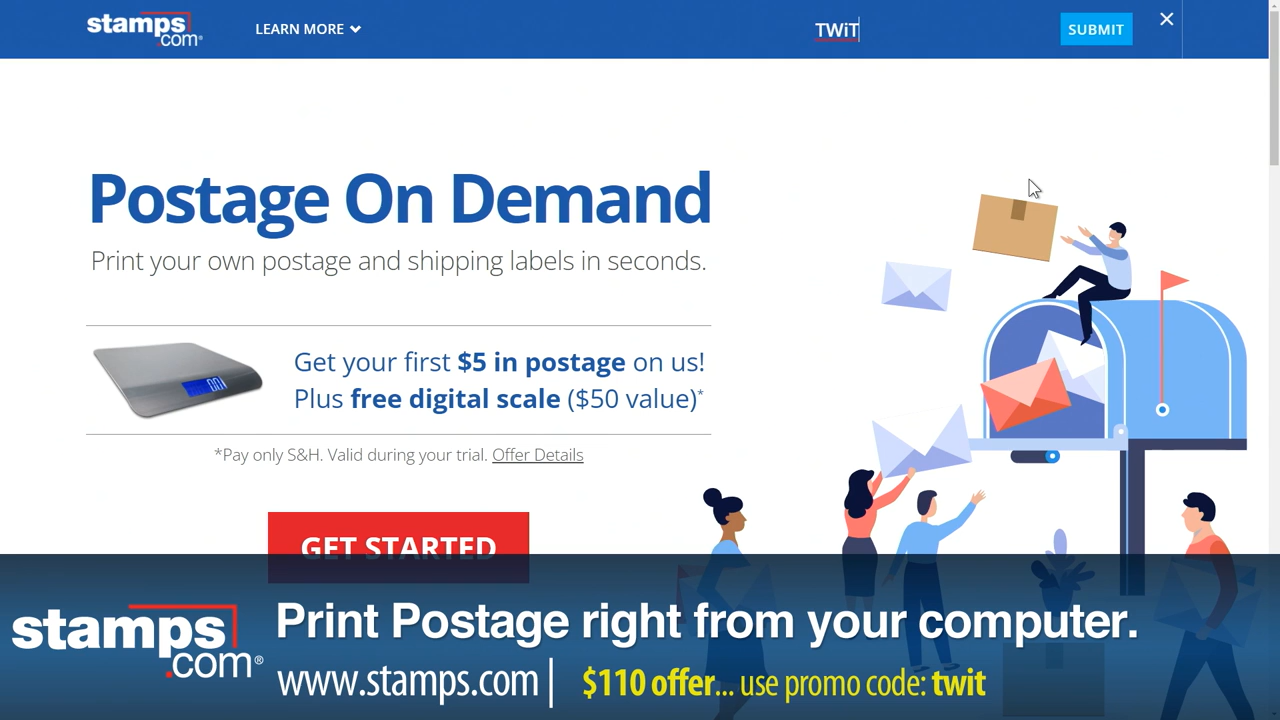 stamps
.com®
LEARN MORE
TWiT
SUBMIT
Postage On Demand
Print your own postage and shipping labels in seconds.
Get your first $5 in postage on us!
Plus free digital scale ($50 value)*
*Pay only S&H. Valid during your trial. Offer Details
GET STARTED
stamps
.com®
Print Postage right from your computer.
www.stamps.com | $110 offer... use promo code: twit